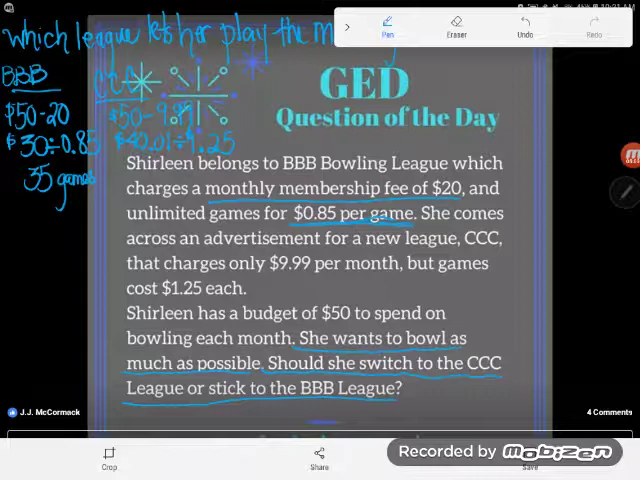 which league lets her play the m
Pen
Eraser
Undo
Redo
BBB
CCC
$50-20
$50-9.99
$30÷0.85
$40.01÷1.25
35 games
GED
Question of the Day
Shirleen belongs to BBB Bowling League which
charges a monthly membership fee of $20, and
unlimited games for $0.85 per game. She comes
across an advertisement for a new league, CCC,
that charges only $9.99 per month, but games
cost $1.25 each.
Shirleen has a budget of $50 to spend on
bowling each month. She wants to bowl as
much as possible. Should she switch to the CCC
League or stick to the BBB League?
J.J. McCormack
4 Comments
Recorded by Mobizen
Crop
Share
Save